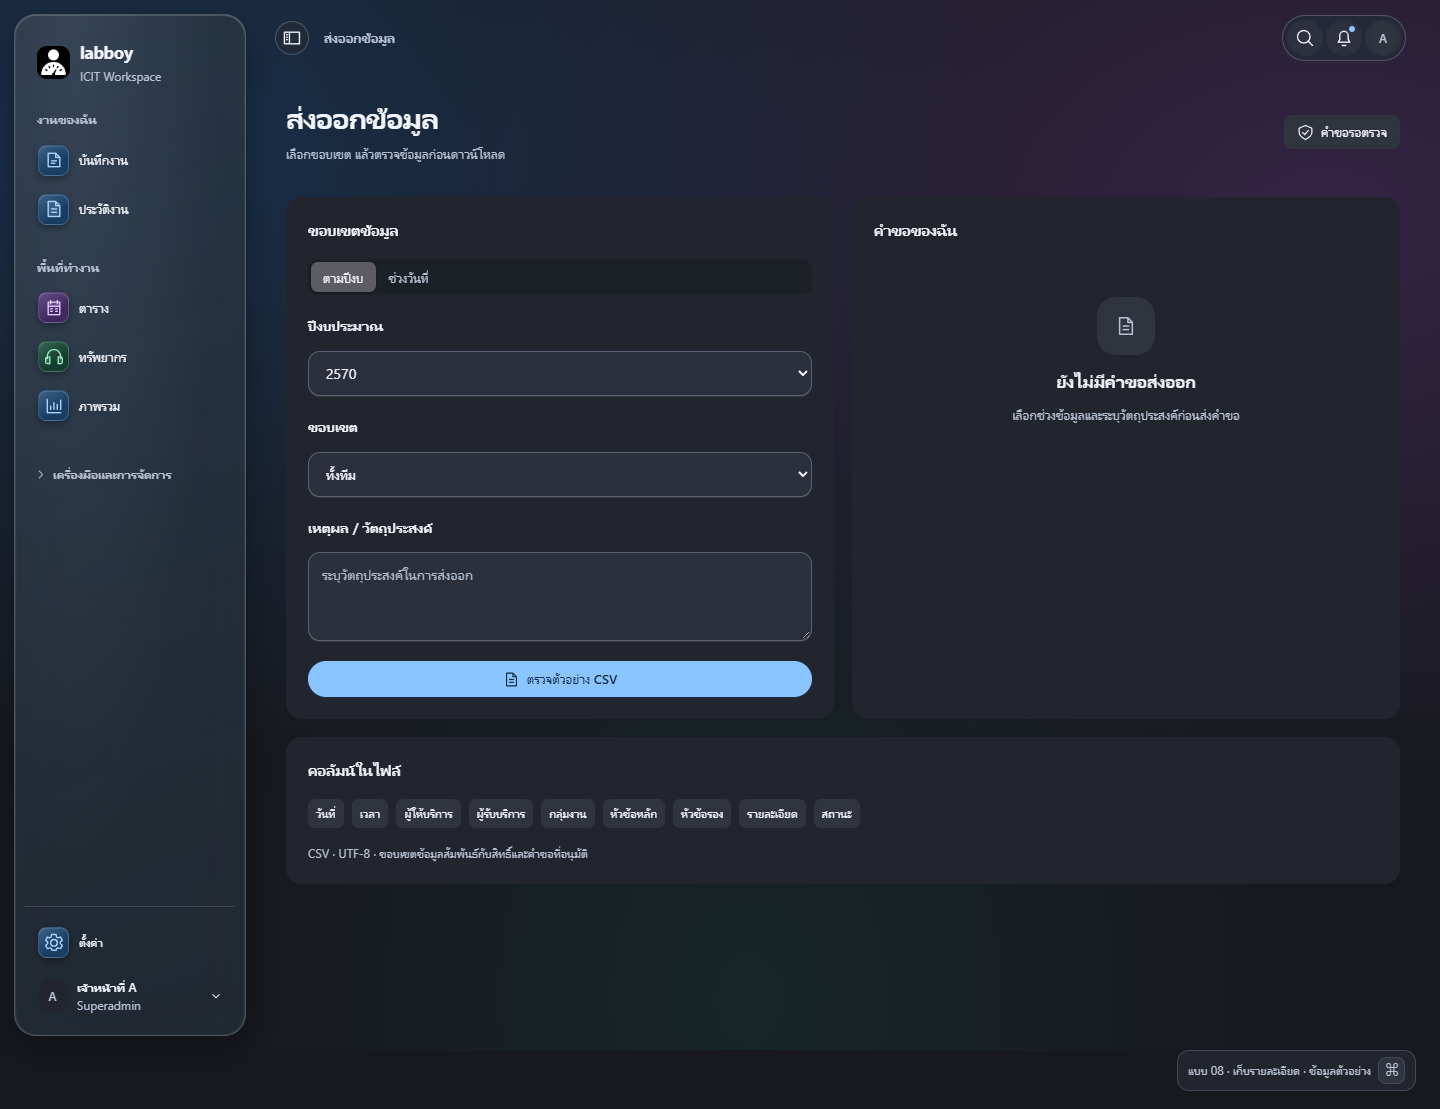 labboy
ICIT Workspace
งานของฉัน
บันทึกงาน
ประวัติงาน
พื้นที่ทำงาน
ตาราง
ทรัพยากร
ภาพรวม
เครื่องมือและการจัดการ
ตั้งค่า
A
เจ้าหน้าที่ A
Superadmin
ส่งออกข้อมูล
A
ส่งออกข้อมูล
เลือกขอบเขต แล้วตรวจข้อมูลก่อนดาวน์โหลด
คำขอรอตรวจ
ขอบเขตข้อมูล
ตามปีงบ
ช่วงวันที่
ปีงบประมาณ
2570
ขอบเขต
ทั้งทีม
เหตุผล / วัตถุประสงค์
ระบุวัตถุประสงค์ในการส่งออก
ตรวจตัวอย่าง CSV
คำขอของฉัน
ยังไม่มีคำขอส่งออก
เลือกช่วงข้อมูลและระบุวัตถุประสงค์ก่อนส่งคำขอ
คอลัมน์ในไฟล์
วันที่
เวลา
ผู้ให้บริการ
ผู้รับบริการ
กลุ่มงาน
หัวข้อหลัก
หัวข้อรอง
รายละเอียด
สถานะ
CSV · UTF-8 · ขอบเขตข้อมูลสัมพันธ์กับสิทธิ์และคำขอที่อนุมัติ
แบบ 08 · เก็บรายละเอียด · ข้อมูลตัวอย่าง ⌘